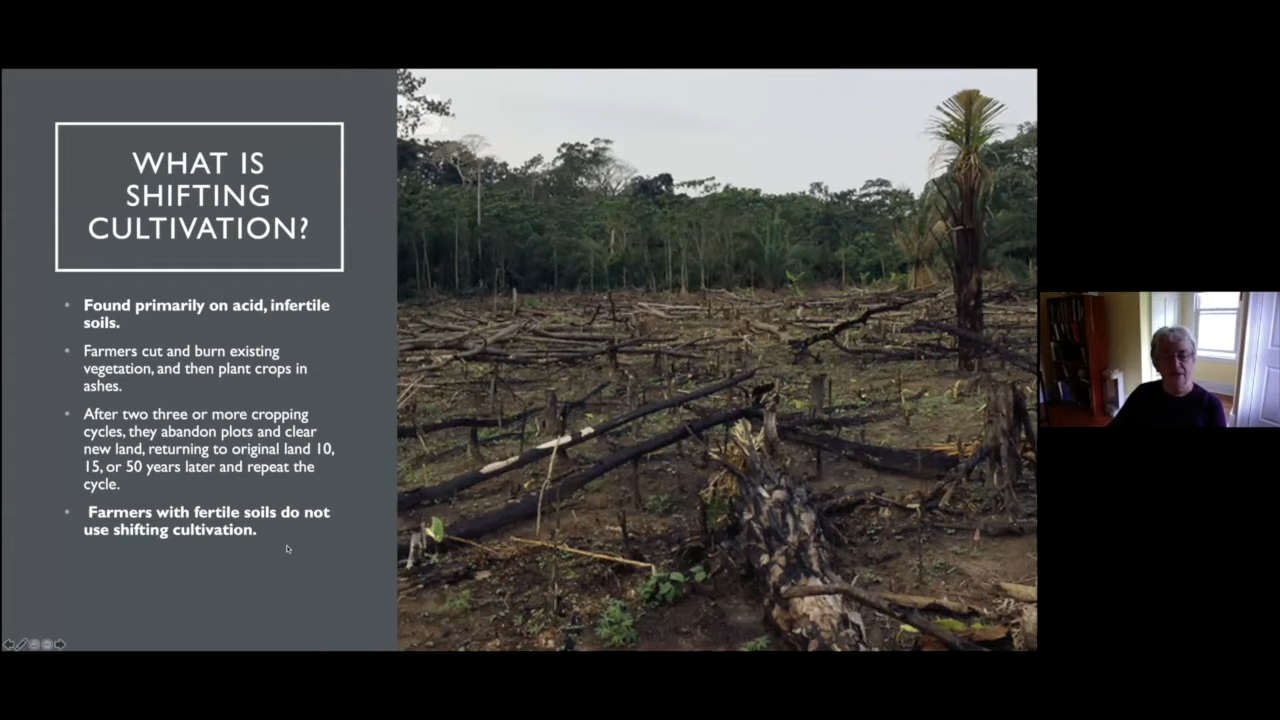 WHAT IS
SHIFTING
CULTIVATION?
• Found primarily on acid, infertile
soils.
• Farmers cut and burn existing
vegetation, and then plant crops in
ashes.
• After two three or more cropping
cycles, they abandon plots and clear
new land, returning to original land 10,
15, or 50 years later and repeat the
cycle.
• Farmers with fertile soils do not
use shifting cultivation.